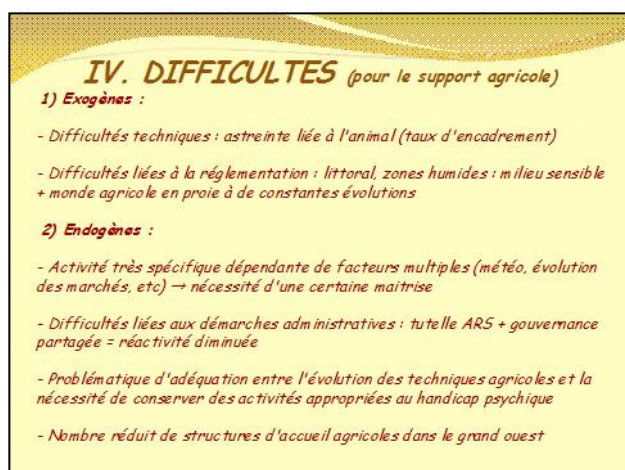 IV. DIFFICULTES (pour le support agricole)
1) Exogènes :
- Difficultés techniques : astreinte liée à l'animal (taux d'encadrement)
- Difficultés liées à la réglementation : littoral, zones humides : milieu sensible
+ monde agricole en proie à de constantes évolutions
2) Endogènes :
- Activité très spécifique dépendante de facteurs multiples (météo, évolution
des marchés, etc) → nécessité d'une certaine maitrise
- Difficultés liées aux démarches administratives : tutelle ARS + gouvernance
partagée = réactivité diminuée
- Problématique d'adéquation entre l'évolution des techniques agricoles et la
nécessité de conserver des activités appropriées au handicap psychique
- Nombre réduit de structures d'accueil agricoles dans le grand ouest